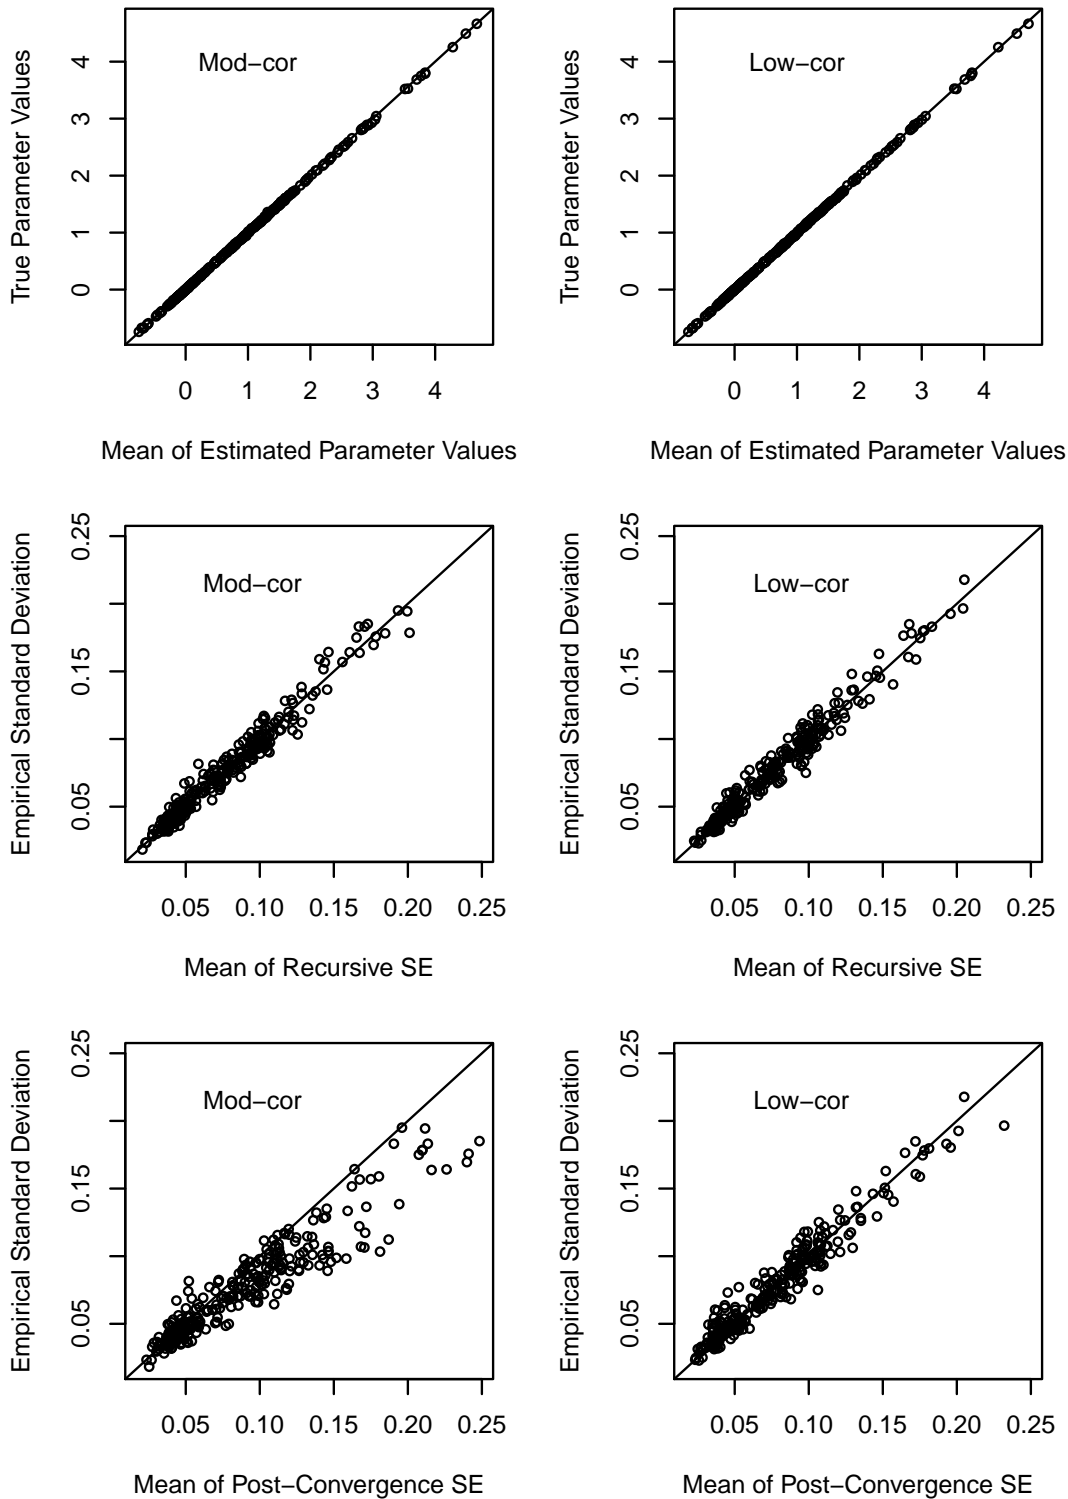 True Parameter Values
4
3
2
1
0
Mod−cor
0 1 2 3 4
Mean of Estimated Parameter Values
True Parameter Values
4
3
2
1
0
Low−cor
0 1 2 3 4
Mean of Estimated Parameter Values
Empirical Standard Deviation
0.25
0.15
0.05
Mod−cor
0.05 0.10 0.15 0.20 0.25
Mean of Recursive SE
Empirical Standard Deviation
0.25
0.15
0.05
Low−cor
0.05 0.10 0.15 0.20 0.25
Mean of Recursive SE
Empirical Standard Deviation
0.25
0.15
0.05
Mod−cor
0.05 0.10 0.15 0.20 0.25
Mean of Post−Convergence SE
Empirical Standard Deviation
0.25
0.15
0.05
Low−cor
0.05 0.10 0.15 0.20 0.25
Mean of Post−Convergence SE